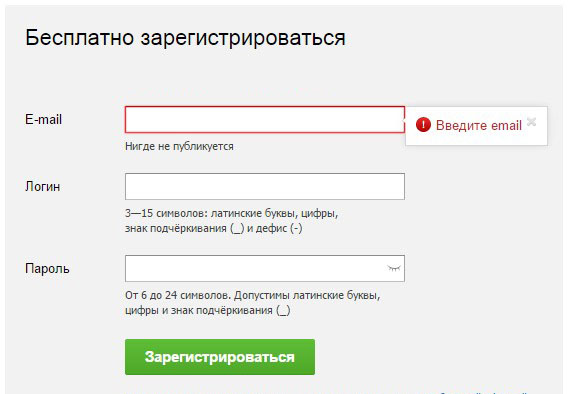 Бесплатно зарегистрироваться
E-mail
Введите email
Нигде не публикуется
Логин
3—15 символов: латинские буквы, цифры,
знак подчёркивания (_) и дефис (-)
Пароль
От 6 до 24 символов. Допустимы латинские буквы,
цифры и знак подчёркивания (_)
Зарегистрироваться